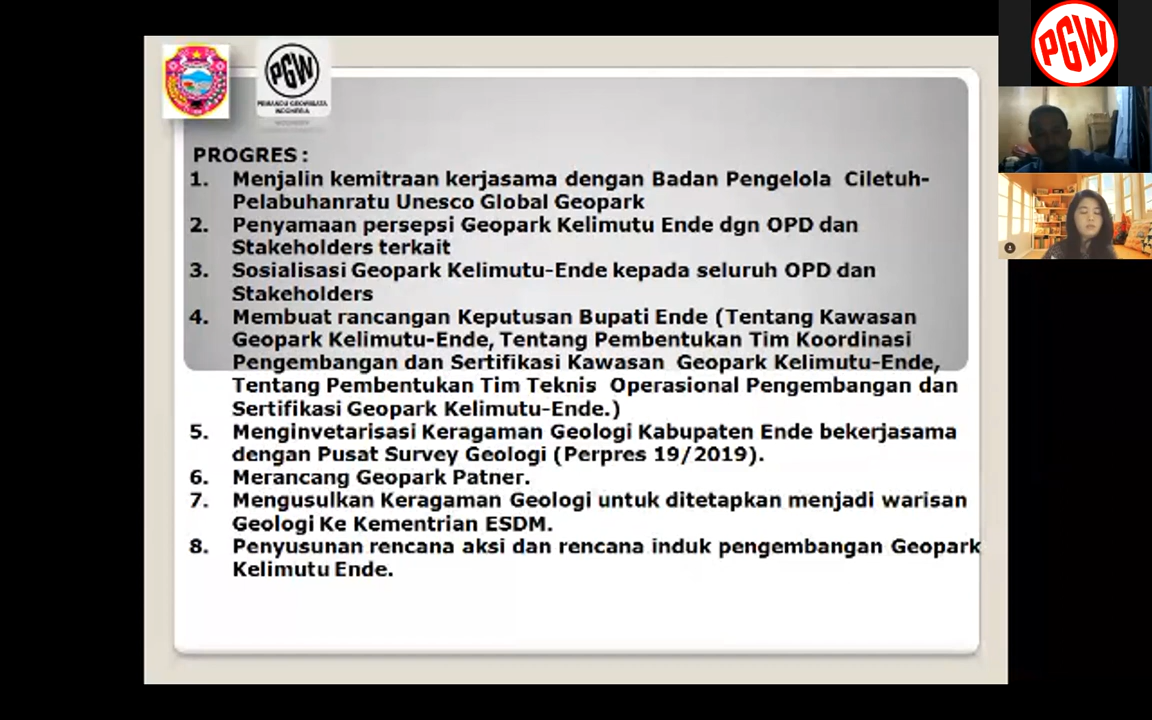 PGW
PEMANDU GEOWISATA
INDONESIA
PGW
PROGRES :
1. Menjalin kemitraan kerjasama dengan Badan Pengelola Ciletuh-
Pelabuhanratu Unesco Global Geopark
2. Penyamaan persepsi Geopark Kelimutu Ende dgn OPD dan
Stakeholders terkait
3. Sosialisasi Geopark Kelimutu-Ende kepada seluruh OPD dan
Stakeholders
4. Membuat rancangan Keputusan Bupati Ende (Tentang Kawasan
Geopark Kelimutu-Ende, Tentang Pembentukan Tim Koordinasi
Pengembangan dan Sertifikasi Kawasan Geopark Kelimutu-Ende,
Tentang Pembentukan Tim Teknis Operasional Pengembangan dan
Sertifikasi Geopark Kelimutu-Ende.)
5. Menginvetarisasi Keragaman Geologi Kabupaten Ende bekerjasama
dengan Pusat Survey Geologi (Perpres 19/2019).
6. Merancang Geopark Patner.
7. Mengusulkan Keragaman Geologi untuk ditetapkan menjadi warisan
Geologi Ke Kementrian ESDM.
8. Penyusunan rencana aksi dan rencana induk pengembangan Geopark
Kelimutu Ende.